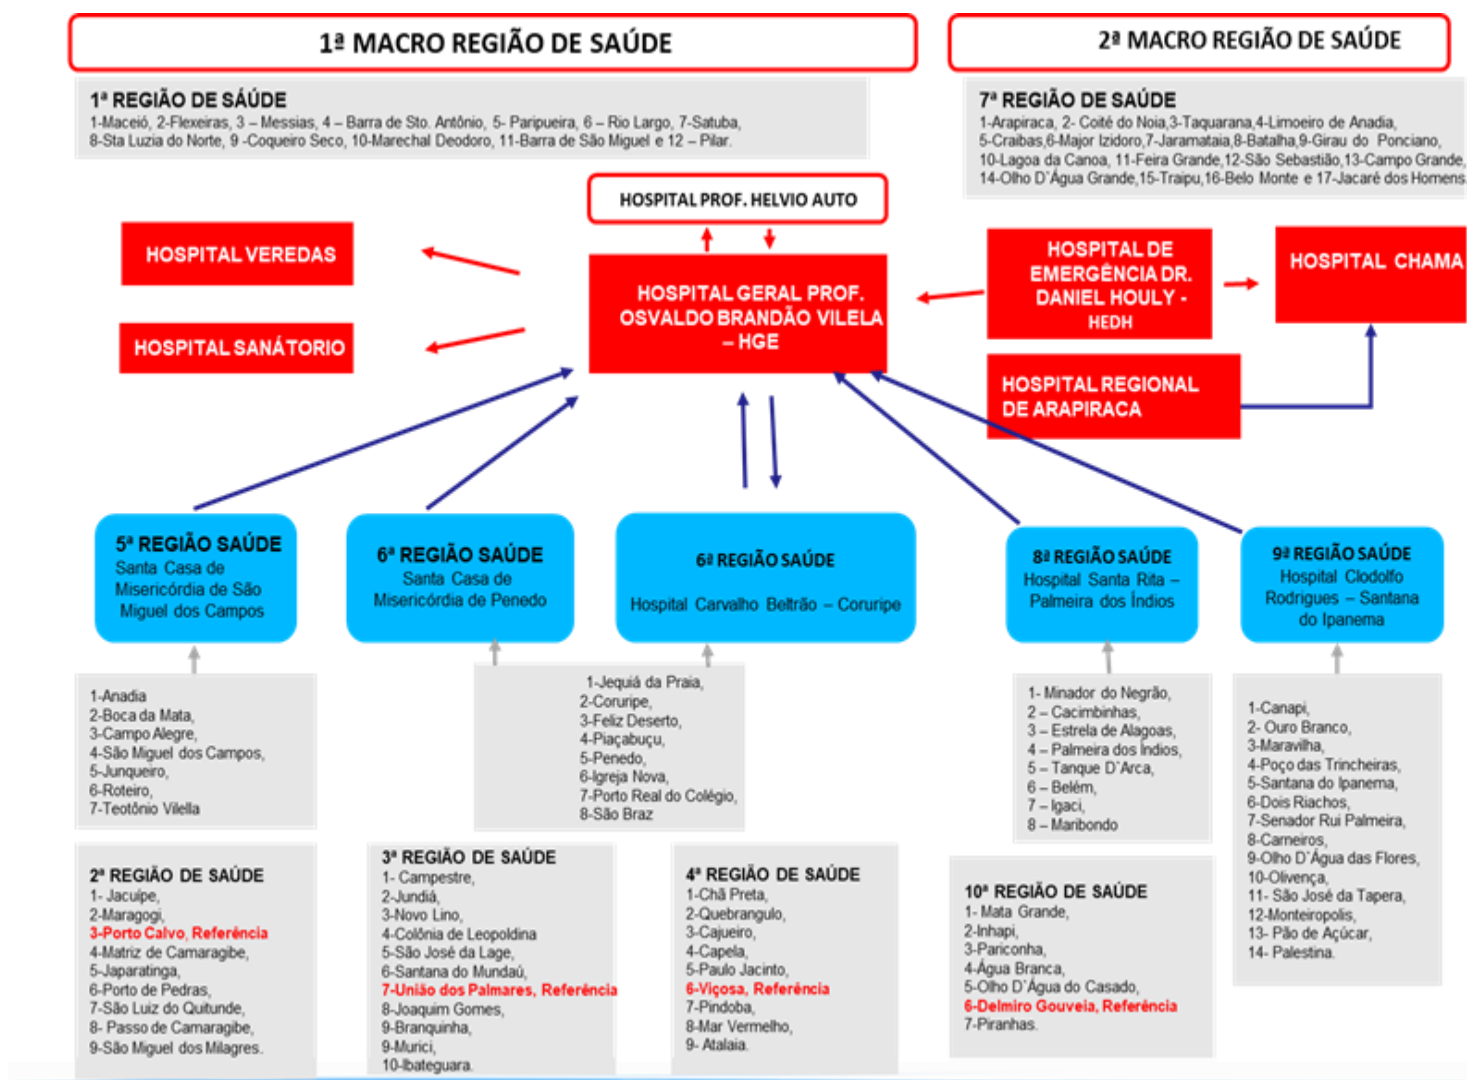 1ª MACRO REGIÃO DE SAÚDE
2ª MACRO REGIÃO DE SAÚDE
1ª REGIÃO DE SÁÚDE
1-Maceió, 2-Flexeiras, 3 – Messias, 4 – Barra de Sto. Antônio, 5- Paripueira, 6 – Rio Largo, 7-Satuba,
8-Sta Luzia do Norte, 9 -Coqueiro Seco, 10-Marechal Deodoro, 11-Barra de São Miguel e 12 – Pilar.
7ª REGIÃO DE SAÚDE
1-Arapiraca, 2- Coité do Noia,3-Taquarana,4-Limoeiro de Anadia,
5-Craibas,6-Major Izidoro,7-Jaramataia,8-Batalha,9-Girau do Ponciano,
10-Lagoa da Canoa, 11-Feira Grande,12-São Sebastião,13-Campo Grande,
14-Olho D`Água Grande,15-Traipu,16-Belo Monte e 17-Jacaré dos Homens
HOSPITAL PROF. HELVIO AUTO
HOSPITAL VEREDAS
HOSPITAL SANÁTORIO
HOSPITAL GERAL PROF.
OSVALDO BRANDÃO VILELA
– HGE
HOSPITAL DE
EMERGÊNCIA DR.
DANIEL HOULY -
HEDH
HOSPITAL CHAMA
HOSPITAL REGIONAL
DE ARAPIRACA
5ª REGIÃO SAÚDE
Santa Casa de
Misericórdia de São
Miguel dos Campos
6ª REGIÃO SAÚDE
Santa Casa de
Misericórdia de Penedo
6ª REGIÃO SAÚDE
Hospital Carvalho Beltrão – Coruripe
8ª REGIÃO SAÚDE
Hospital Santa Rita –
Palmeira dos Índios
9ª REGIÃO SAÚDE
Hospital Clodolfo
Rodrigues – Santana
do Ipanema
1-Anadia
2-Boca da Mata,
3-Campo Alegre,
4-São Miguel dos Campos,
5-Junqueiro,
6-Roteiro,
7-Teotônio Vilella
1-Jequiá da Praia,
2-Coruripe,
3-Feliz Deserto,
4-Piaçabuçu,
5-Penedo,
6-Igreja Nova,
7-Porto Real do Colégio,
8-São Braz
1- Minador do Negrão,
2 – Cacimbinhas,
3 – Estrela de Alagoas,
4 – Palmeira dos Índios,
5 – Tanque D`Arca,
6 – Belém,
7 – Igaci,
8 – Maribondo
1-Canapi,
2- Ouro Branco,
3-Maravilha,
4-Poço das Trincheiras,
5-Santana do Ipanema,
6-Dois Riachos,
7-Senador Rui Palmeira,
8-Carneiros,
9-Olho D`Água das Flores,
10-Olivença,
11- São José da Tapera,
12-Monteiropolis,
13- Pão de Açúcar,
14- Palestina.
2ª REGIÃO DE SAÚDE
1- Jacuípe,
2-Maragogi,
3-Porto Calvo, Referência
4-Matriz de Camaragibe,
5-Japaratinga,
6-Porto de Pedras,
7-São Luiz do Quitunde,
8- Passo de Camaragibe,
9-São Miguel dos Milagres.
3ª REGIÃO DE SAÚDE
1- Campestre,
2-Jundiá,
3-Novo Lino,
4-Colônia de Leopoldina
5-São José da Lage,
6-Santana do Mundaú,
7-União dos Palmares, Referência
8-Joaquim Gomes,
9-Branquinha,
9-Murici,
10-Ibateguara.
4ª REGIÃO DE SAÚDE
1-Chã Preta,
2-Quebrangulo,
3-Cajueiro,
4-Capela,
5-Paulo Jacinto,
6-Viçosa, Referência
7-Pindoba,
8-Mar Vermelho,
9- Atalaia.
10ª REGIÃO DE SAÚDE
1- Mata Grande,
2-Inhapi,
3-Pariconha,
4-Água Branca,
5-Olho D`Água do Casado,
6-Delmiro Gouveia, Referência
7-Piranhas.